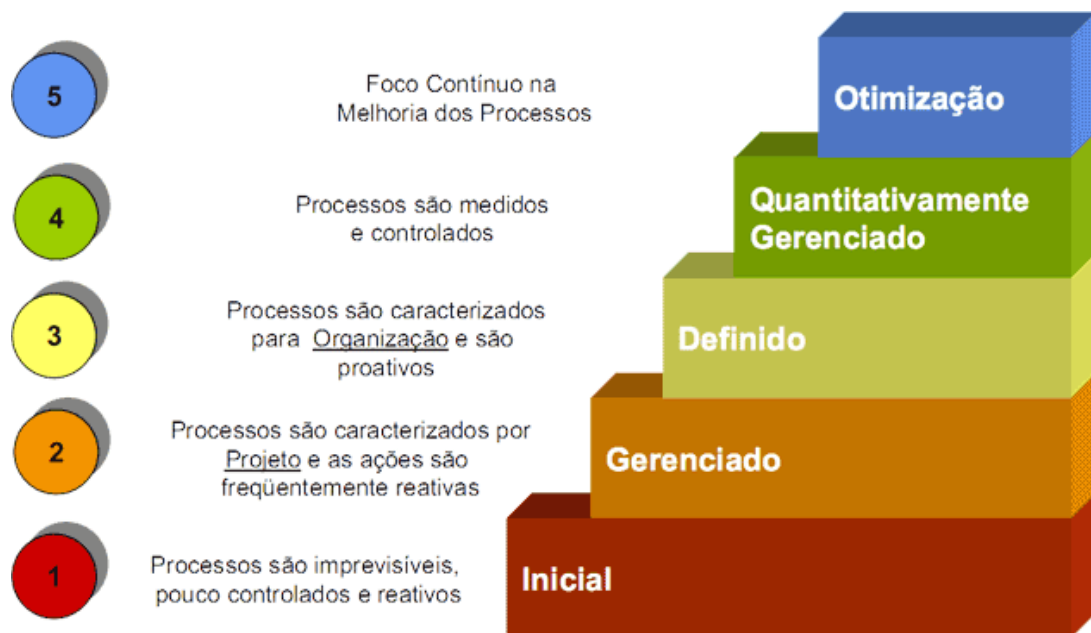 5
Foco Contínuo na
Melhoria dos Processos
Otimização
4
Processos são medidos
e controlados
Quantitativamente
Gerenciado
3
Processos são caracterizados
para Organização e são
proativos
Definido
2
Processos são caracterizados por
Projeto e as ações são
freqüentemente reativas
Gerenciado
1
Processos são imprevisíveis,
pouco controlados e reativos
Inicial